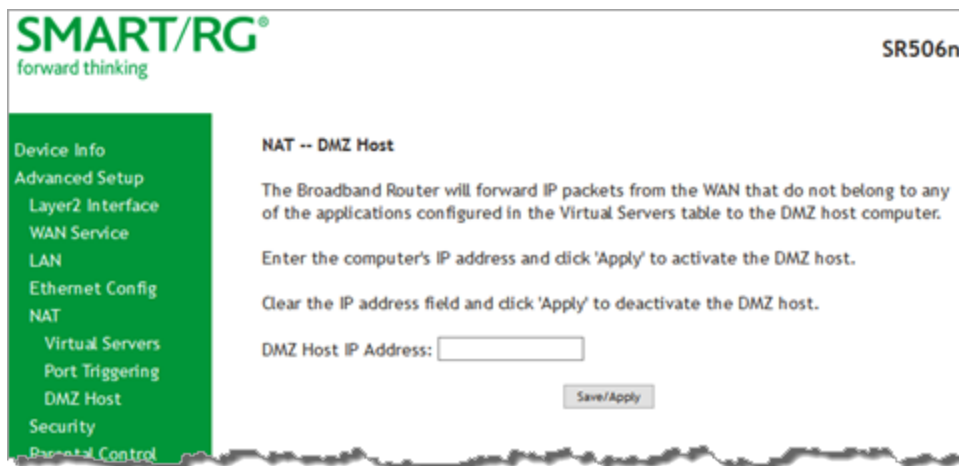 SMART/RG®
forward thinking
SR506n
Device Info
Advanced Setup
Layer2 Interface
WAN Service
LAN
Ethernet Config
NAT
Virtual Servers
Port Triggering
DMZ Host
Security
Parental Control
NAT -- DMZ Host
The Broadband Router will forward IP packets from the WAN that do not belong to any
of the applications configured in the Virtual Servers table to the DMZ host computer.
Enter the computer's IP address and click 'Apply' to activate the DMZ host.
Clear the IP address field and click 'Apply' to deactivate the DMZ host.
DMZ Host IP Address:
Save/Apply